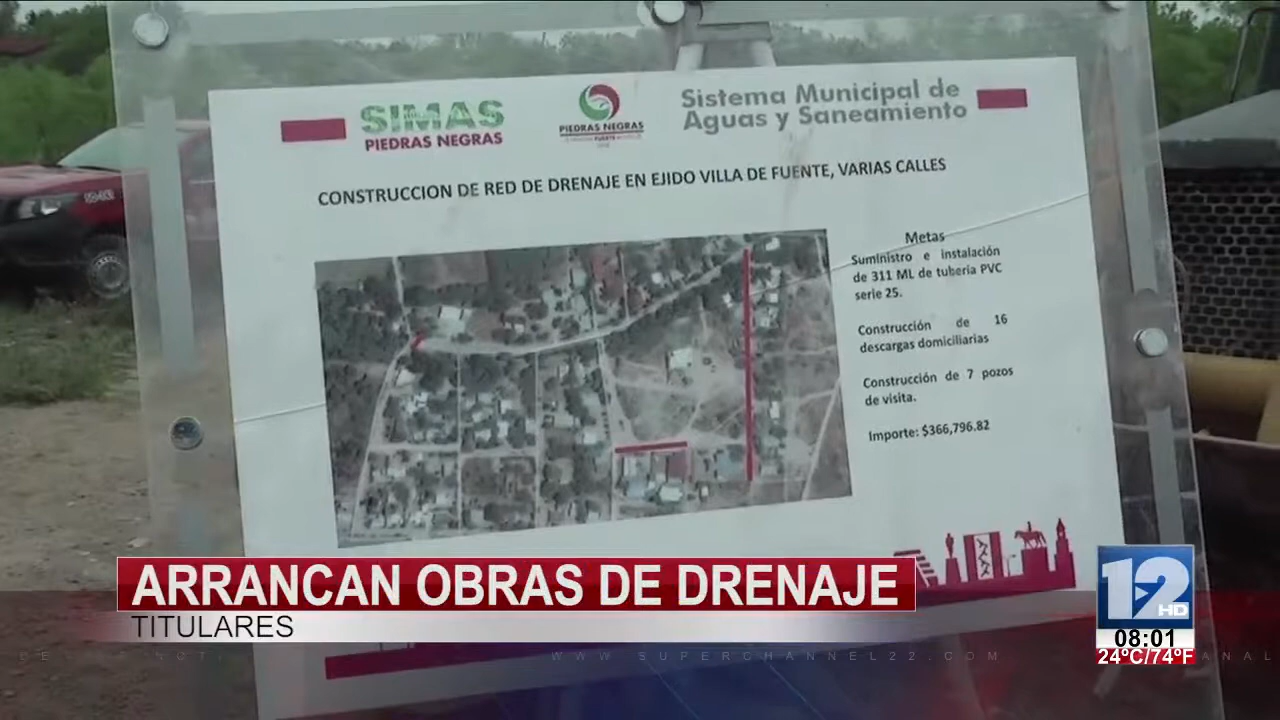 SIMAS
PIEDRAS NEGRAS
PIEDRAS NEGRAS
Sistema Municipal de
Aguas y Saneamiento
CONSTRUCCION DE RED DE DRENAJE EN EJIDO VILLA DE FUENTE, VARIAS CALLES
Metas
Suministro e instalación
de 311 ML de tuberia PVC
serie 25.
Construcción de 16
descargas domiciliarias
Construcción de 7 pozos
de visita.
Importe: $366,796.82
ARRANCAN OBRAS DE DRENAJE
TITULARES
12
HD
08:01
24ºC/74ºF
WWW.SUPERCHANNEL22.COM